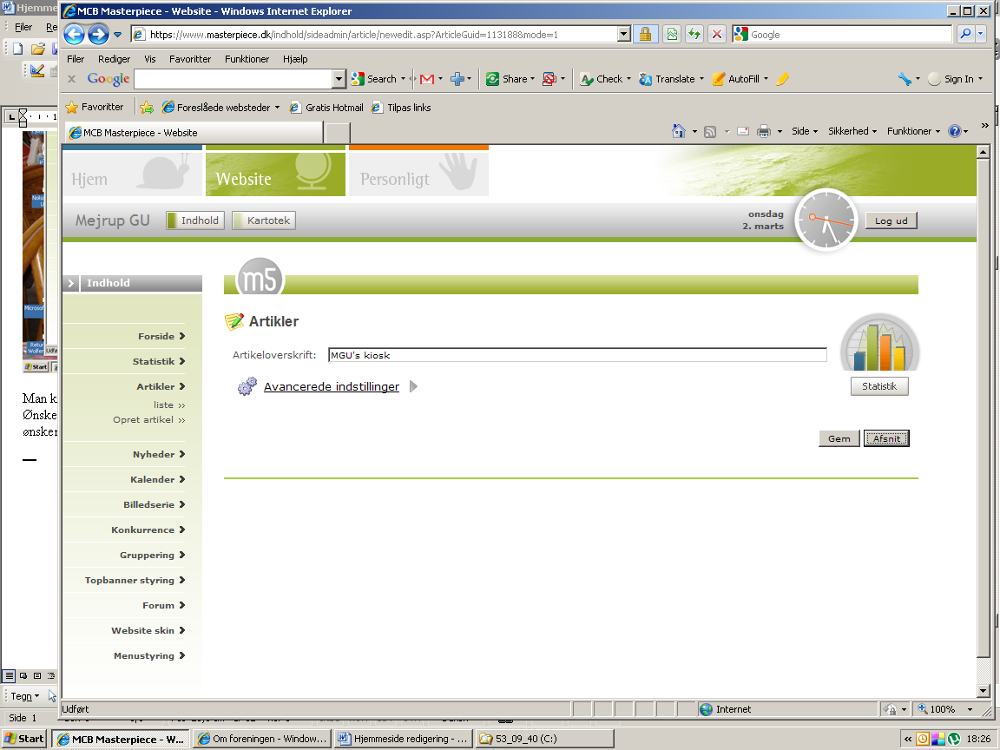 Hjemme
MCB Masterpiece - Website - Windows Internet Explorer
Filer
https://www.masterpiece.dk/indhold/sideadmin/article/newedit.asp?ArticleGuid=113188&mode=1
Google
Filer Rediger Vis Favoritter Funktioner Hjælp
x Google Search Share Check Translate AutoFill Sign In
Favoritter Foreslåede websteder Gratis Hotmail Tilpas links
MCB Masterpiece - Website
Side Sikkerhed Funktioner
Hjem Website Personligt
Mejrup GU Indhold Kartotek
onsdag
2. marts
Log ud
Indhold
m5
Artikler
Forside
Artikeloverskrift: MGU's kiosk
Statistik
Artikler
Avancerede indstillinger
Statistik
liste ››
Opret artikel ››
Man k
Ønske
ønsker
Gem Afsnit
Nyheder
Kalender
Billedserie
Konkurrence
Gruppering
Topbanner styring
Forum
Website skin
Menustyring
Tegn
Udført
Internet
100%
Side 1
Start
MCB Masterpiece - W...
Om foreningen - Window...
Hjemmeside redigering - ...
53_09_40 (C:)
18:26